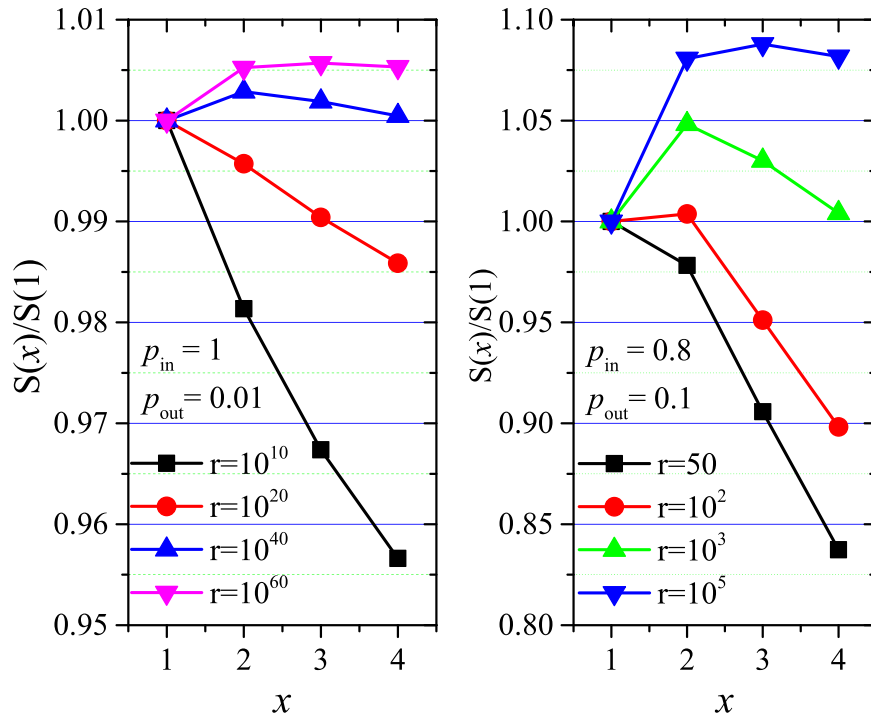 1.01
1.00
0.99
0.98
0.97
0.96
0.95
S(x)/S(1)
p_in = 1
p_out = 0.01
r=10^10
r=10^20
r=10^40
r=10^60
1 2 3 4
x
1.10
1.05
1.00
0.95
0.90
0.85
0.80
S(x)/S(1)
p_in = 0.8
p_out = 0.1
r=50
r=10^2
r=10^3
r=10^5
1 2 3 4
x